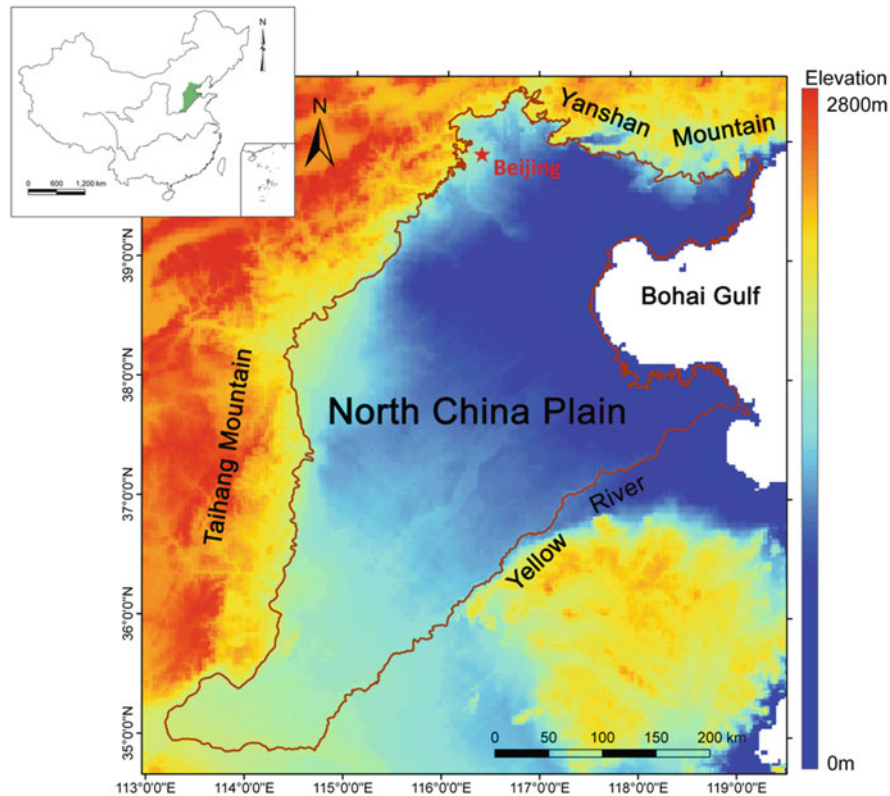 N
0 600 1,200
km
Elevation
2800m
N
Yanshan
Mountain
Beijing
Bohai Gulf
39°0'0"N
38°0'0"N
37°0'0"N
36°0'0"N
35°0'0"N
Taihang Mountain
North China Plain
Yellow River
0 50 100 150 200 km
0m
113°0'0"E 114°0'0"E 115°0'0"E 116°0'0"E 117°0'0"E 118°0'0"E 119°0'0"E